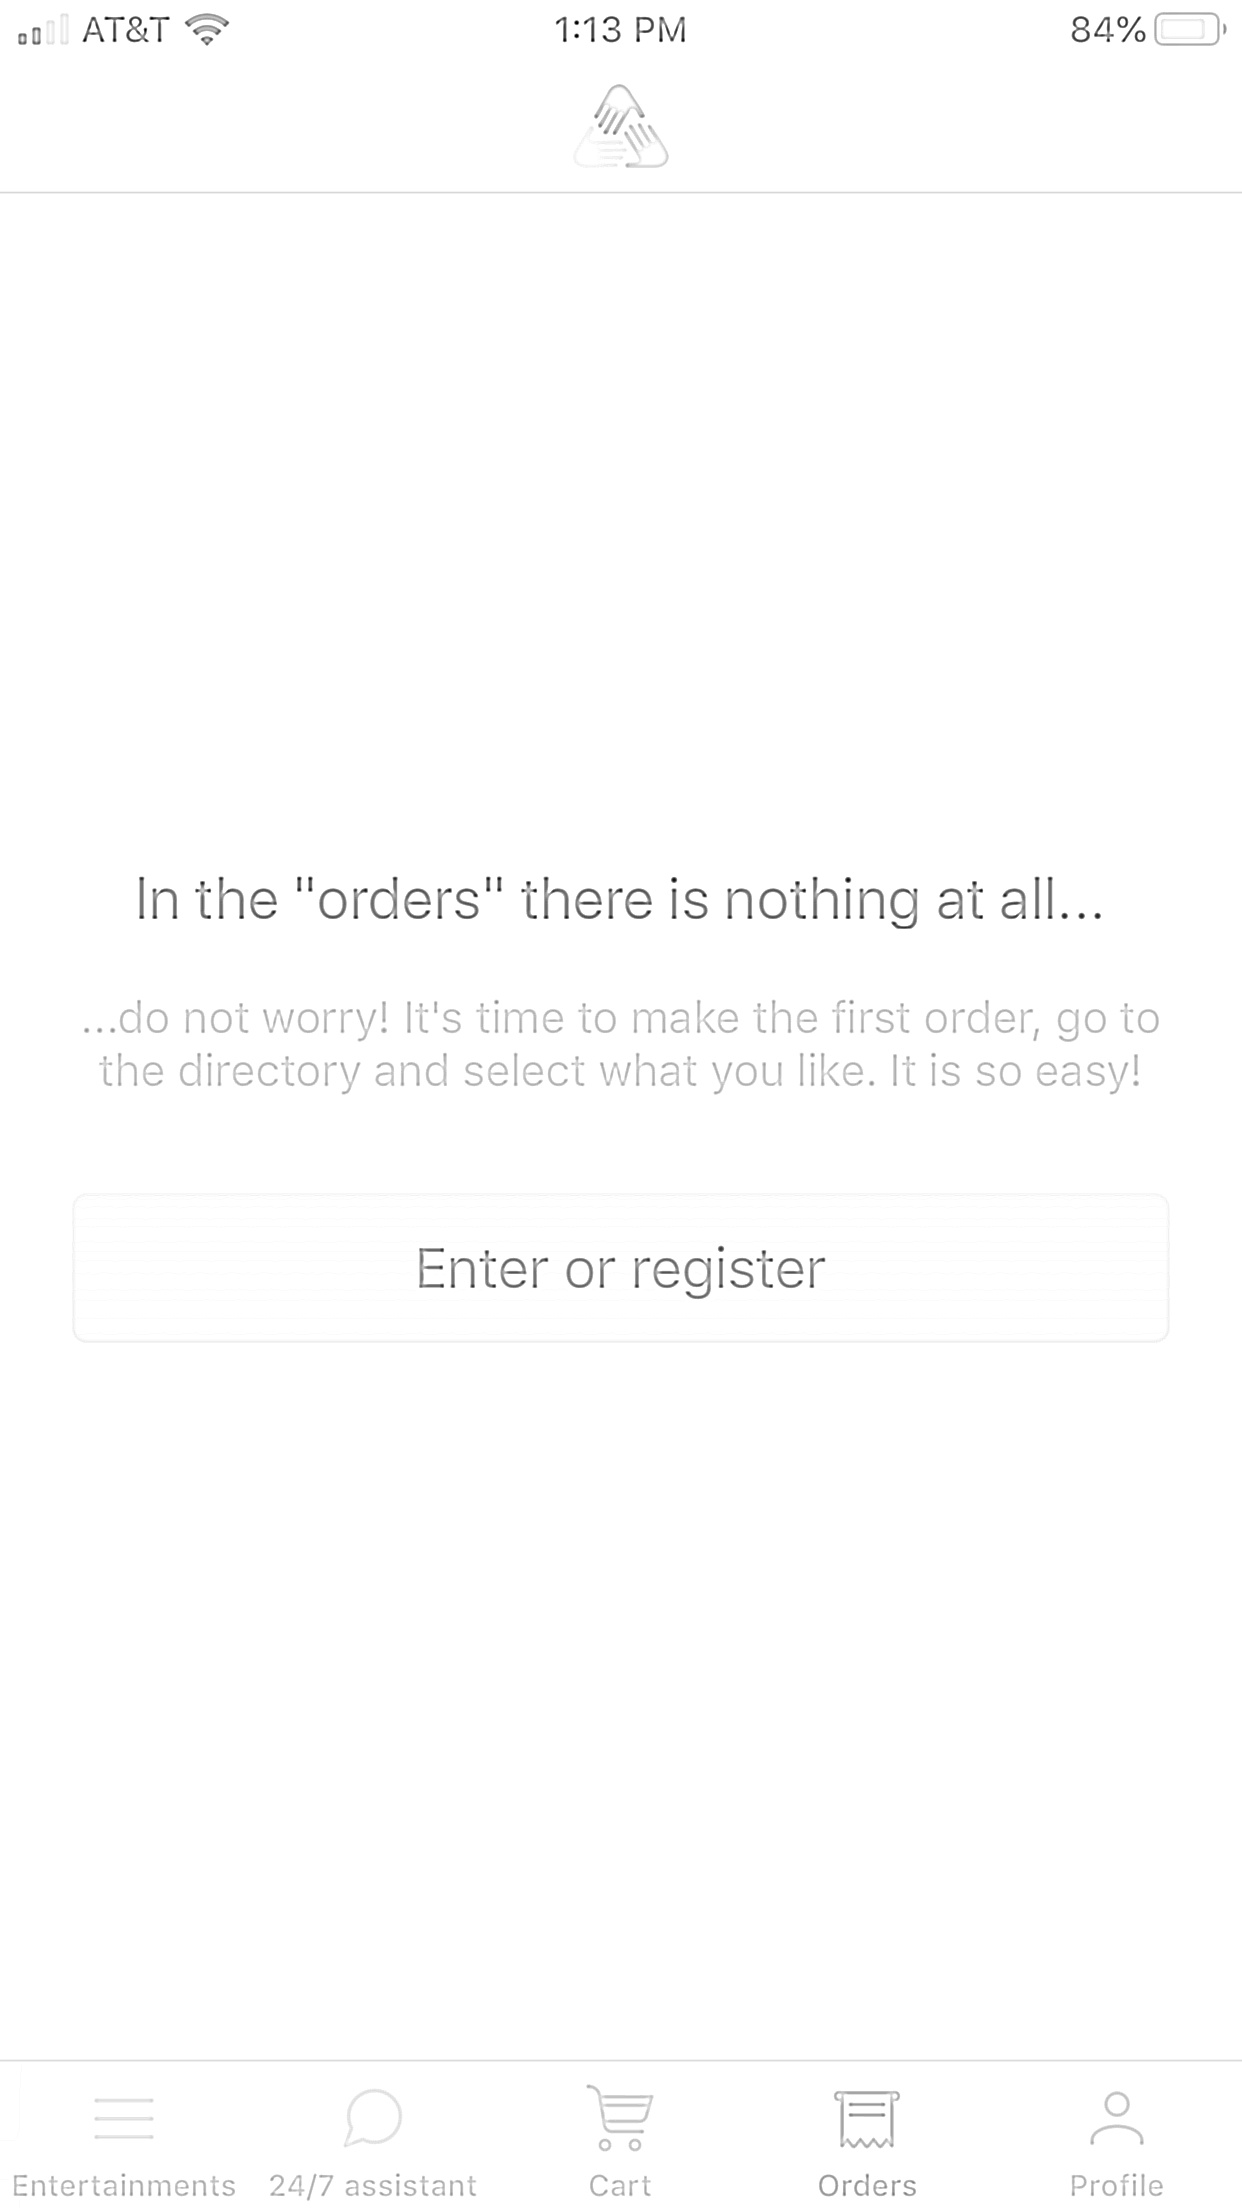 AT&T 1:13 PM 84%
In the "orders" there is nothing at all...
...do not worry! It's time to make the first order, go to
the directory and select what you like. It is so easy!
Enter or register
Entertainments 24/7 assistant Cart Orders Profile